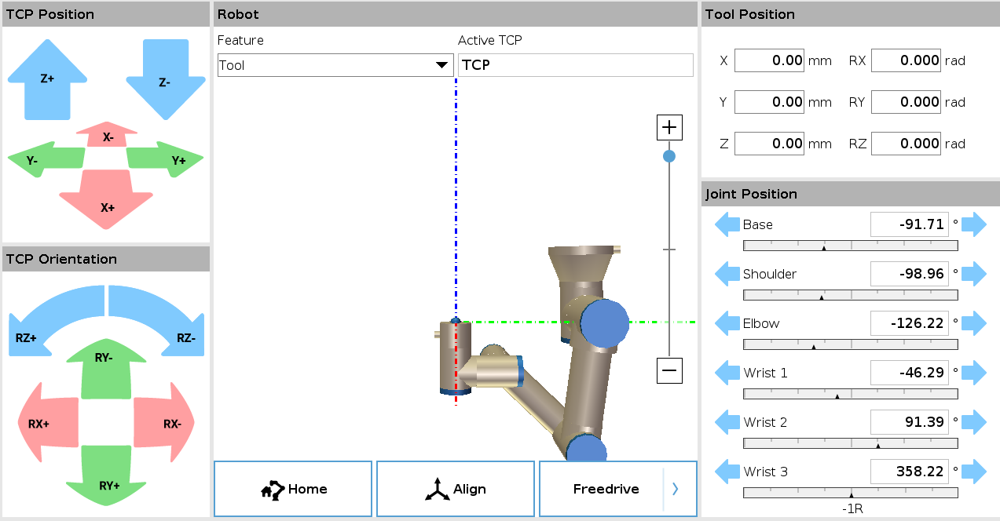 TCP Position
Z+
Z-
X-
Y-
Y+
X+
TCP Orientation
RZ+
RZ-
RY-
RX+
RX-
RY+
Robot
Feature
Active TCP
Tool
TCP
+
−
Home
Align
Freedrive
Tool Position
X 0.00 mm RX 0.000 rad
Y 0.00 mm RY 0.000 rad
Z 0.00 mm RZ 0.000 rad
Joint Position
Base -91.71 °
Shoulder -98.96 °
Elbow -126.22 °
Wrist 1 -46.29 °
Wrist 2 91.39 °
Wrist 3 358.22 °
-1R